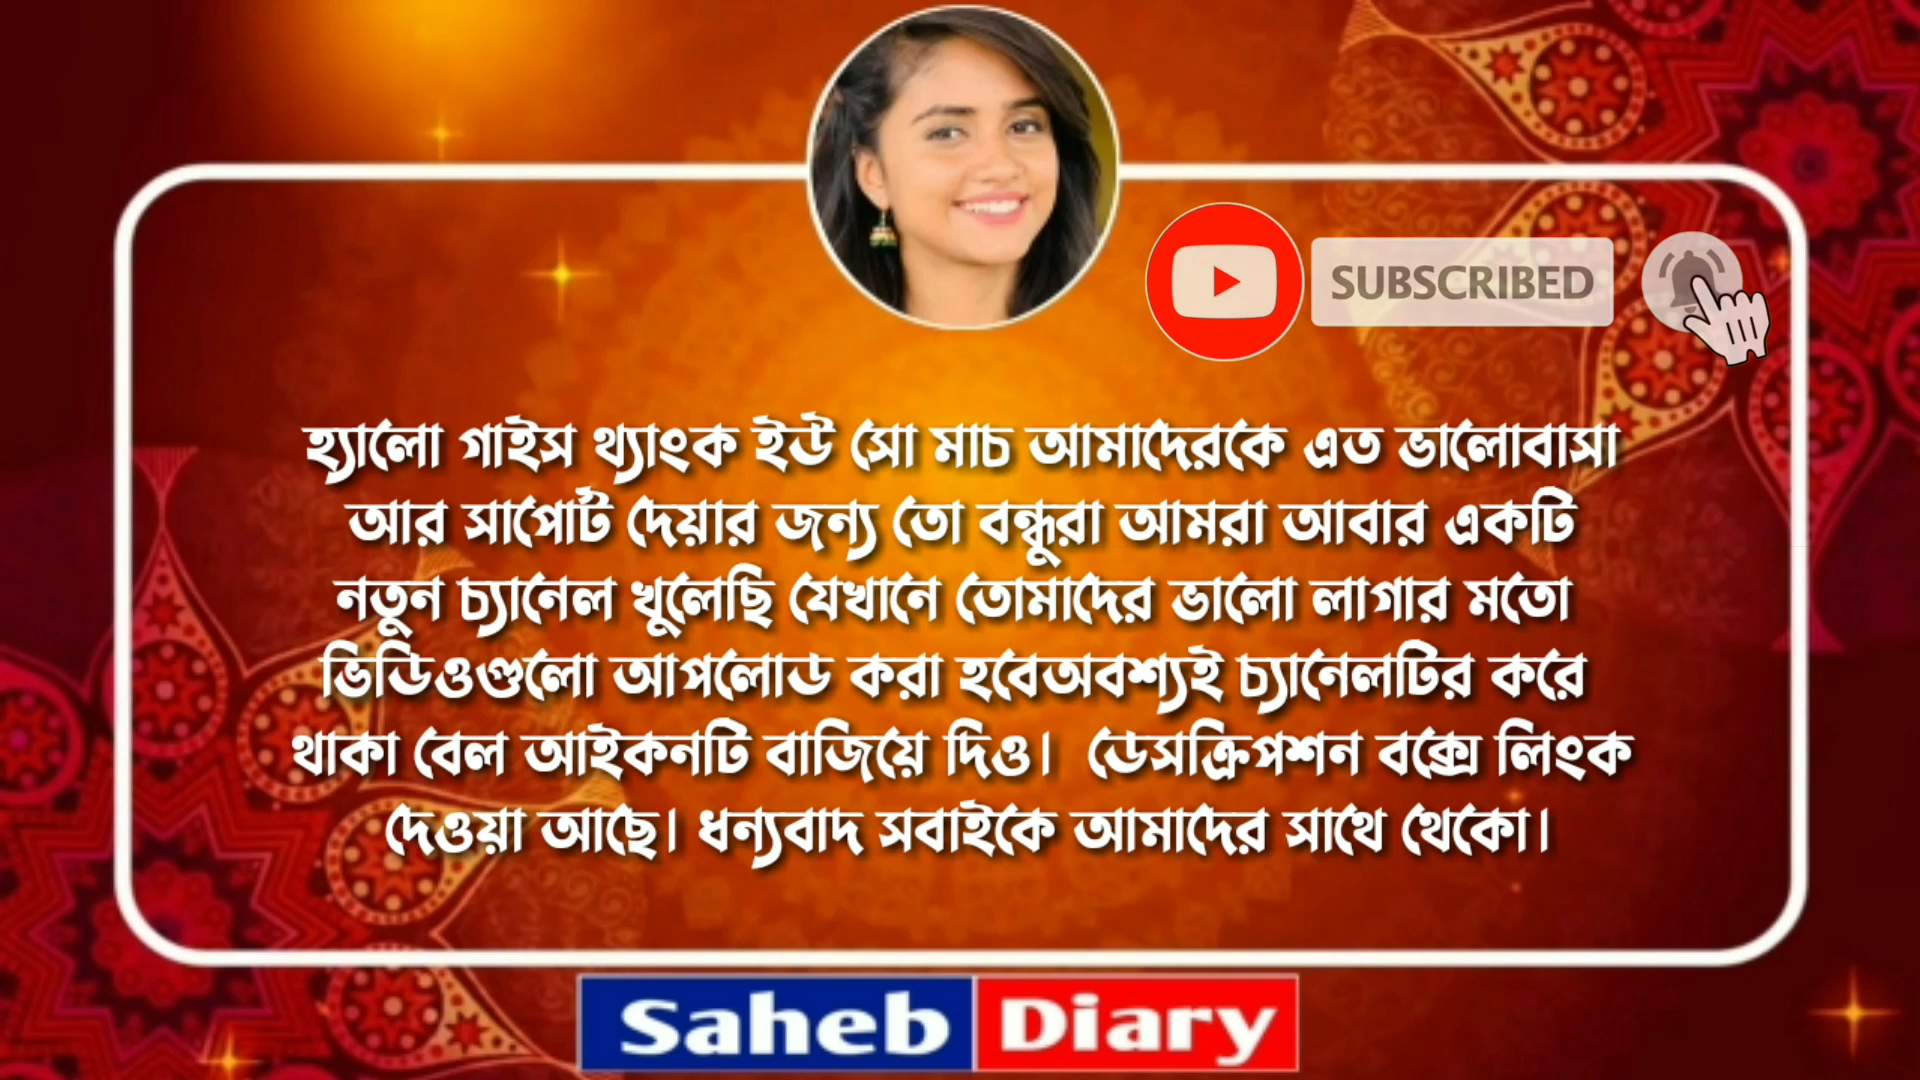 SUBSCRIBED
হ্যালো গাইস থ্যাংক ইউ সো মাচ আমাদেরকে এত ভালোবাসা
আর সাপোর্ট দেয়ার জন্য তো বন্ধুরা আমরা আবার একটি
নতুন চ্যানেল খুলেছি যেখানে তোমাদের ভালো লাগার মতো
ভিডিওগুলো আপলোড করা হবেঅবশ্যই চ্যানেলটির করে
থাকা বেল আইকনটি বাজিয়ে দিও। ডেসক্রিপশন বক্সে লিংক
দেওয়া আছে। ধন্যবাদ সবাইকে আমাদের সাথে থেকো।
Saheb Diary